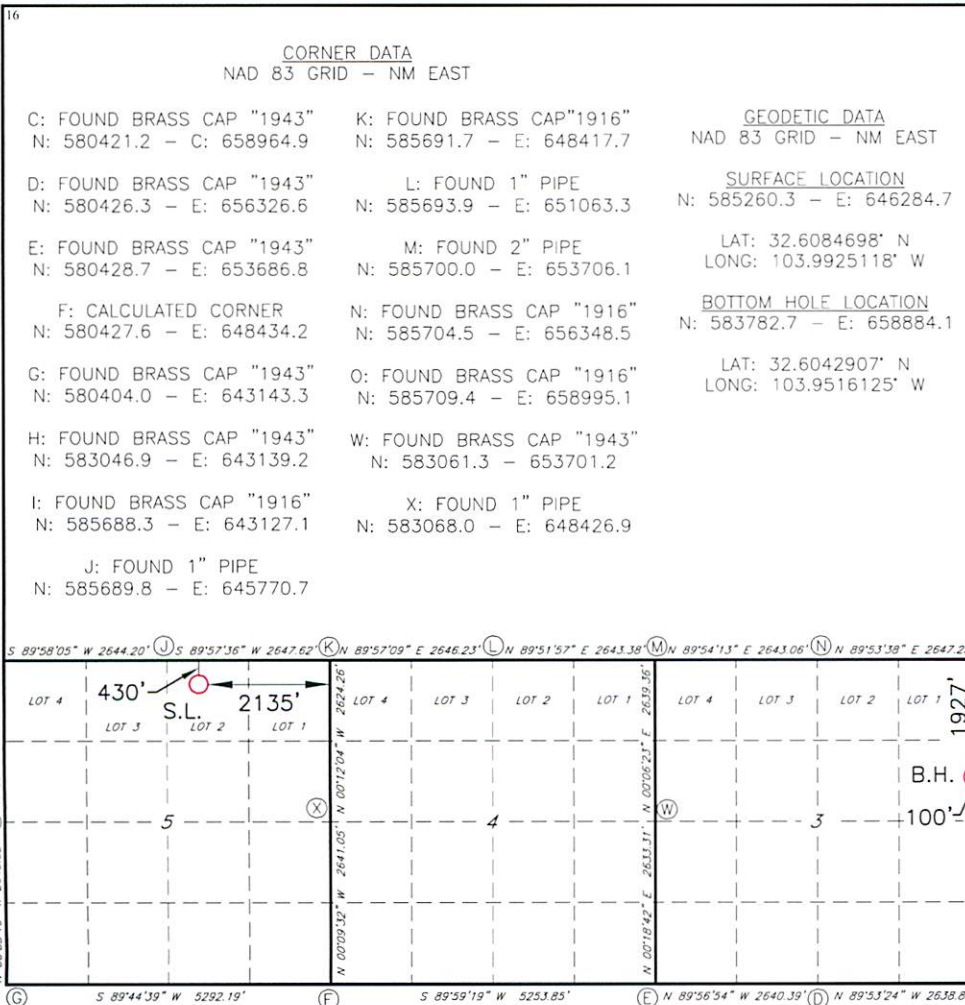 16
CORNER DATA
NAD 83 GRID – NM EAST
C: FOUND BRASS CAP "1943"
N: 580421.2 – C: 658964.9
D: FOUND BRASS CAP "1943"
N: 580426.3 – E: 656326.6
E: FOUND BRASS CAP "1943"
N: 580428.7 – E: 653686.8
F: CALCULATED CORNER
N: 580427.6 – E: 648434.2
G: FOUND BRASS CAP "1943"
N: 580404.0 – E: 643143.3
H: FOUND BRASS CAP "1943"
N: 583046.9 – E: 643139.2
I: FOUND BRASS CAP "1916"
N: 585688.3 – E: 643127.1
J: FOUND 1" PIPE
N: 585689.8 – E: 645770.7
K: FOUND BRASS CAP"1916"
N: 585691.7 – E: 648417.7
L: FOUND 1" PIPE
N: 585693.9 – E: 651063.3
M: FOUND 2" PIPE
N: 585700.0 – E: 653706.1
N: FOUND BRASS CAP "1916"
N: 585704.5 – E: 656348.5
O: FOUND BRASS CAP "1916"
N: 585709.4 – E: 658995.1
W: FOUND BRASS CAP "1943"
N: 583061.3 – 653701.2
X: FOUND 1" PIPE
N: 583068.0 – E: 648426.9
GEODETIC DATA
NAD 83 GRID – NM EAST
SURFACE LOCATION
N: 585260.3 – E: 646284.7
LAT: 32.6084698° N
LONG: 103.9925118° W
BOTTOM HOLE LOCATION
N: 583782.7 – E: 658884.1
LAT: 32.6042907° N
LONG: 103.9516125° W
S 89°58'05" W 2644.20' J S 89°57'36" W 2647.62' K N 89°57'09" E 2646.23' L N 89°51'57" E 2643.38' M N 89°54'13" E 2643.06' N N 89°53'38" E 2647.2
LOT 4 430' S.L. 2135' LOT 4 LOT 3 LOT 2 LOT 1 LOT 4 LOT 3 LOT 2 LOT 1
LOT 3 LOT 2 LOT 1
N 00°12'04" W 2624.26'
N 00°06'23" E 2639.36'
1927'
B.H.
X W
5 4 3 100'
N 00°09'32" W 2641.05'
N 00°18'42" E 2633.31'
G S 89°44'39" W 5292.19' F S 89°59'19" W 5253.85' E N 89°56'54" W 2640.39' D N 89°53'24" W 2638.8